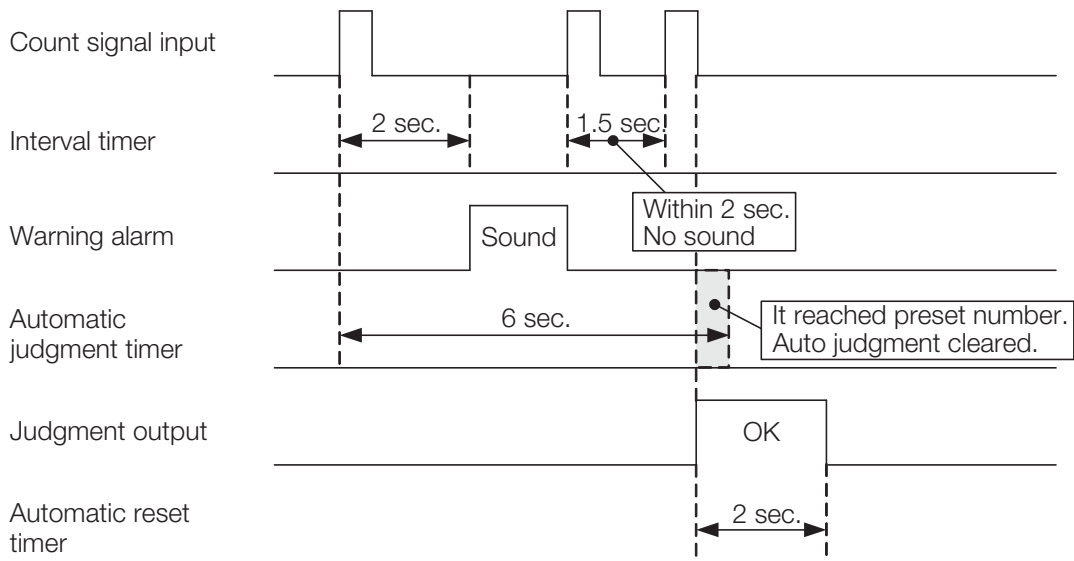 Count signal input
Interval timer
2 sec.
1.5 sec.
Within 2 sec.
No sound
Warning alarm
Sound
Automatic
judgment timer
6 sec.
It reached preset number.
Auto judgment cleared.
Judgment output
OK
Automatic reset
timer
2 sec.